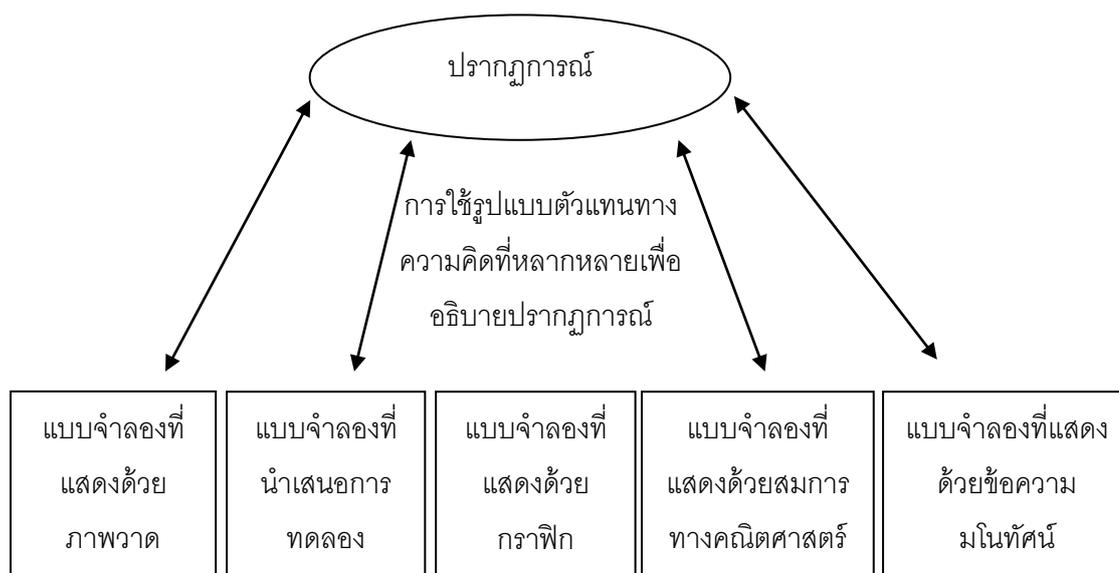 ปรากฏการณ์
การใช้รูปแบบตัวแทนทาง
ความคิดที่หลากหลายเพื่อ
อธิบายปรากฏการณ์
แบบจำลองที่
แสดงด้วย
ภาพวาด
แบบจำลองที่
นำเสนอการ
ทดลอง
แบบจำลองที่
แสดงด้วย
กราฟิก
แบบจำลองที่
แสดงด้วยสมการ
ทางคณิตศาสตร์
แบบจำลองที่แสดง
ด้วยข้อความ
มโนทัศน์